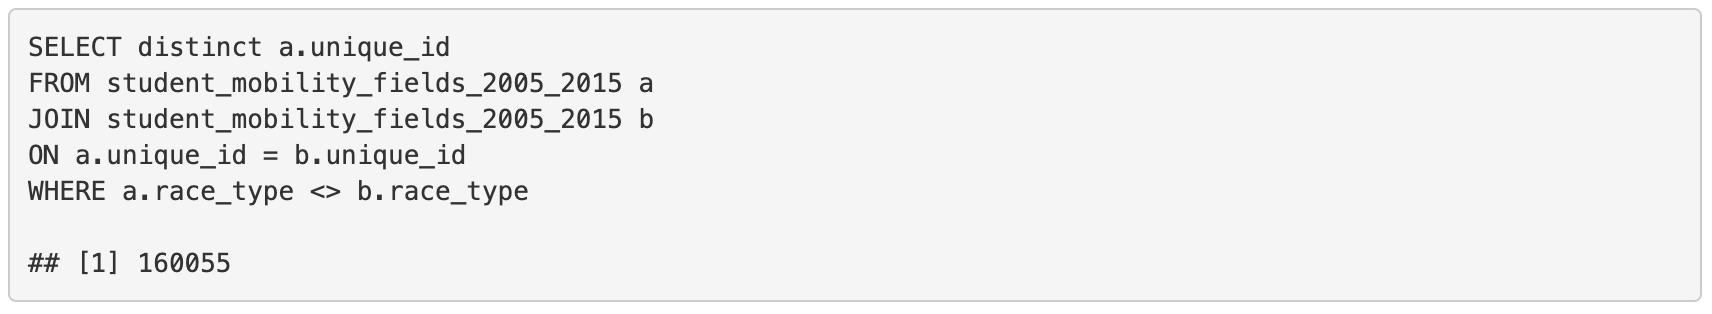 SELECT distinct a.unique_id
FROM student_mobility_fields_2005_2015 a
JOIN student_mobility_fields_2005_2015 b
ON a.unique_id = b.unique_id
WHERE a.race_type <> b.race_type
## [1] 160055